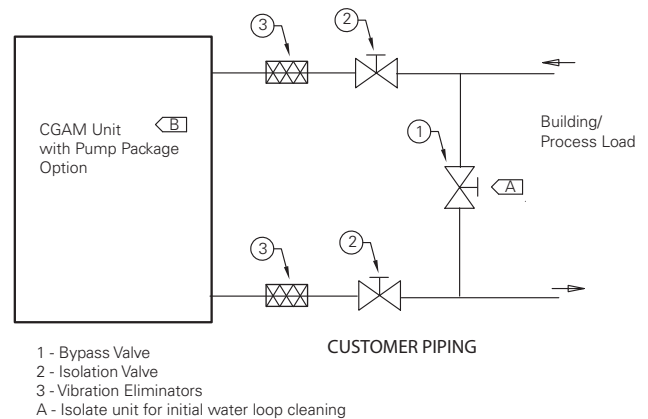 3
2
CGAM Unit
with Pump Package
Option
B
1
Building/
Process Load
A
3
2
CUSTOMER PIPING
1 - Bypass Valve
2 - Isolation Valve
3 - Vibration Eliminators
A - Isolate unit for initial water loop cleaning